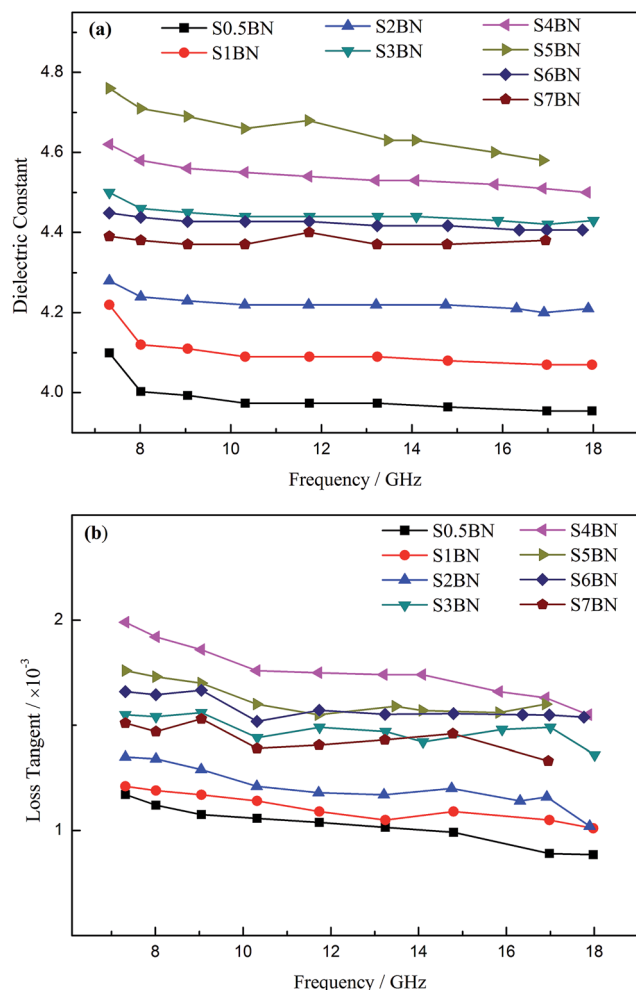 (a)
S0.5BN S2BN S4BN
S1BN S3BN S5BN
S6BN
S7BN
4.8
4.6
4.4
4.2
4.0
Dielectric Constant
8 10 12 14 16 18
Frequency / GHz
(b)
S0.5BN S4BN
S1BN S5BN
S2BN S6BN
S3BN S7BN
2
1
Loss Tangent / ×10⁻³
8 10 12 14 16 18
Frequency / GHz